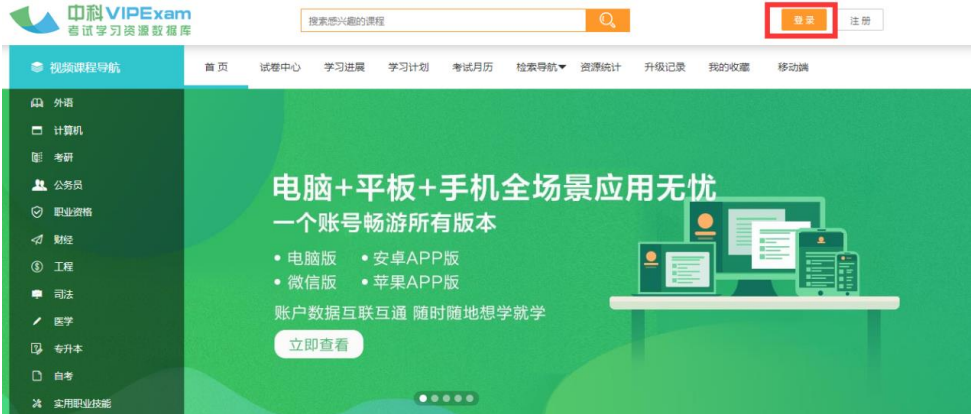 中科VIPExam
考试学习资源数据库
搜索感兴趣的课程
登录
注册
视频课程导航
首页 试卷中心 学习进展 学习计划 考试月历 检索导航▼ 资源统计 升级记录 我的收藏 移动端
外语
计算机
考研
公务员
职业资格
财经
工程
司法
医学
专升本
自考
实用职业技能
电脑+平板+手机全场景应用无忧
一个账号畅游所有版本
• 电脑版 • 安卓APP版
• 微信版 • 苹果APP版
账户数据互联互通 随时随地想学就学
立即查看